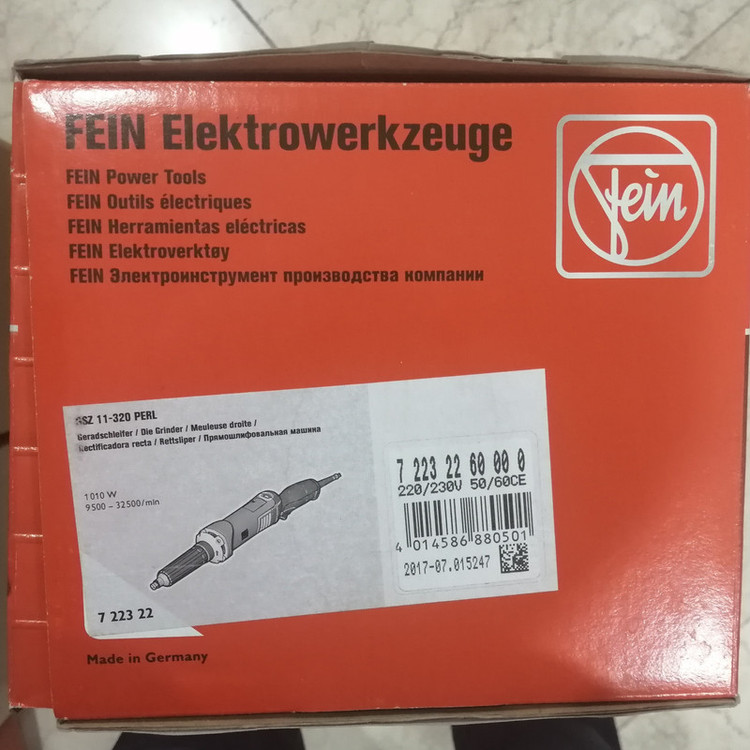 FEIN Elektrowerkzeuge
FEIN Power Tools
FEIN Outils électriques
FEIN Herramientas eléctricas
FEIN Elektroverktøy
FEIN Электроинструмент производства компании
fein
GSZ 11-320 PERL
Geradschleifer / Die Grinder / Meuleuse droite /
Rectificadora recta / Rettsliper / Прямошлифовальная машина
1010 W
9500 – 32500/min
7 223 22
7 223 22 60 00 0
220/230V 50/60CE
4 014586 880501
2017-07.015247
Made in Germany